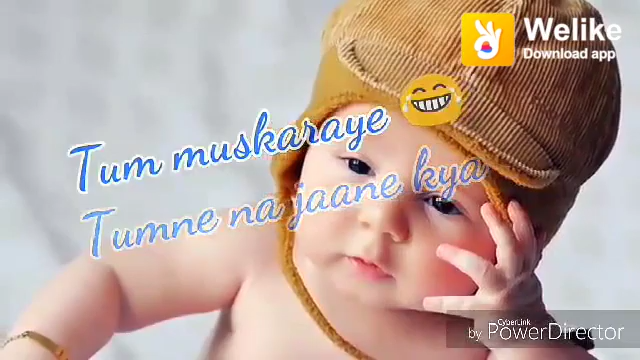 Welike
Download app
Tum muskaraye
Tumne na jaane kya
CyberLink
by PowerDirector